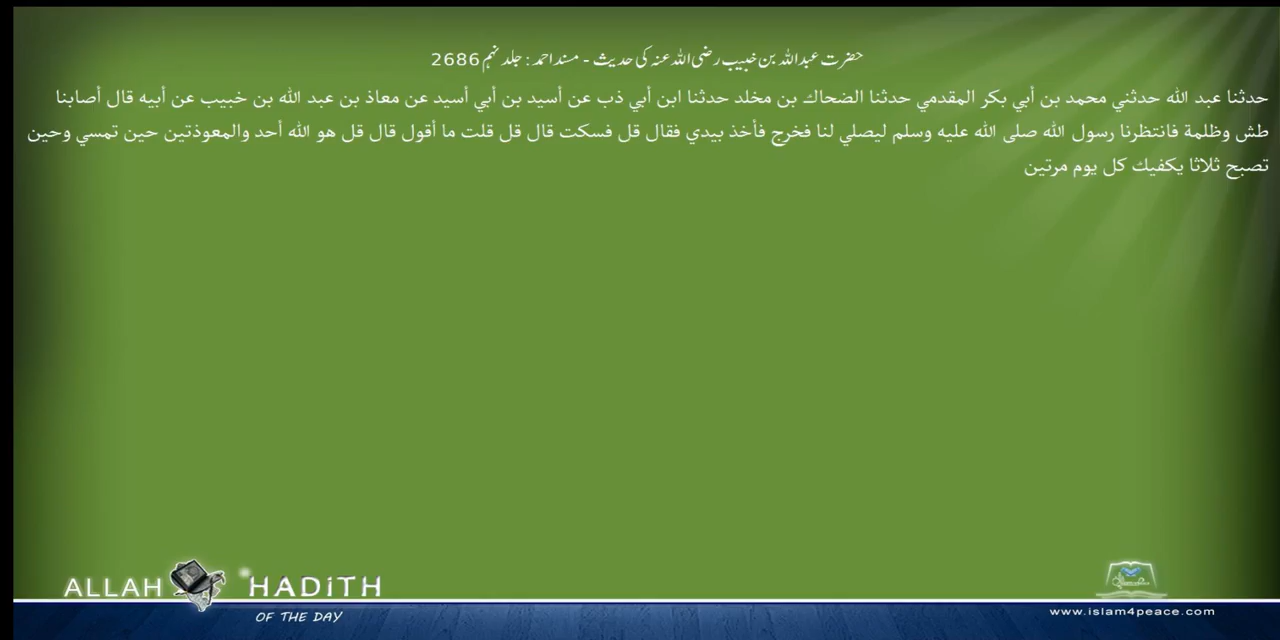 حضرت عبداللہ بن خبیب رضی اللہ عنہ کی حدیث - مسند احمد : جلد نہم 2686
حدثنا عبد الله حدثني محمد بن أبي بكر المقدمي حدثنا الضحاك بن مخلد حدثنا ابن أبي ذب عن أسيد بن أبي أسيد عن معاذ بن عبد الله بن خبيب عن أبيه قال أصابنا
طش وظلمة فانتظرنا رسول الله صلى الله عليه وسلم ليصلي لنا فخرج فأخذ بيدي فقال قل فسكت قال قل قلت ما أقول قال قل هو الله أحد والمعوذتين حين تمسي وحين
تصبح ثلاثا يكفيك كل يوم مرتين
ALLAH HADITH
OF THE DAY
www.islam4peace.com